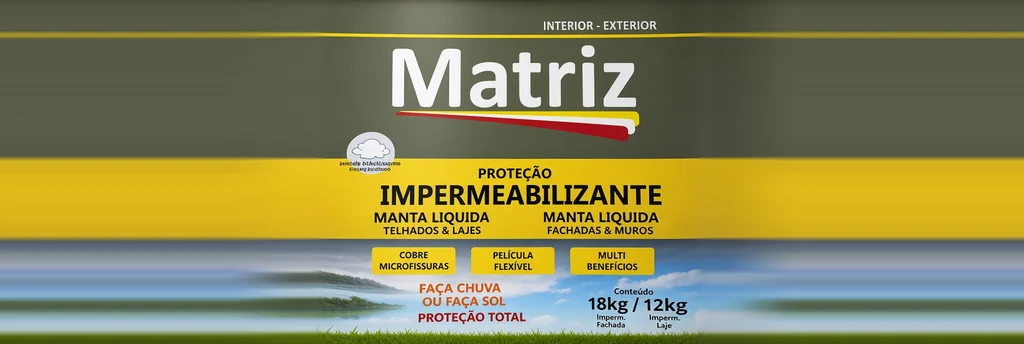 INTERIOR - EXTERIOR
Matriz
PROTEÇÃO
IMPERMEABILIZANTE
MANTA LIQUIDA
TELHADOS & LAJES
MANTA LIQUIDA
FACHADAS & MUROS
COBRE
MICROFISSURAS
PELÍCULA
FLEXÍVEL
MULTI
BENEFÍCIOS
FAÇA CHUVA
OU FAÇA SOL
PROTEÇÃO TOTAL
Conteúdo
18kg / 12kg
Imperm.
Fachada
Imperm.
Laje